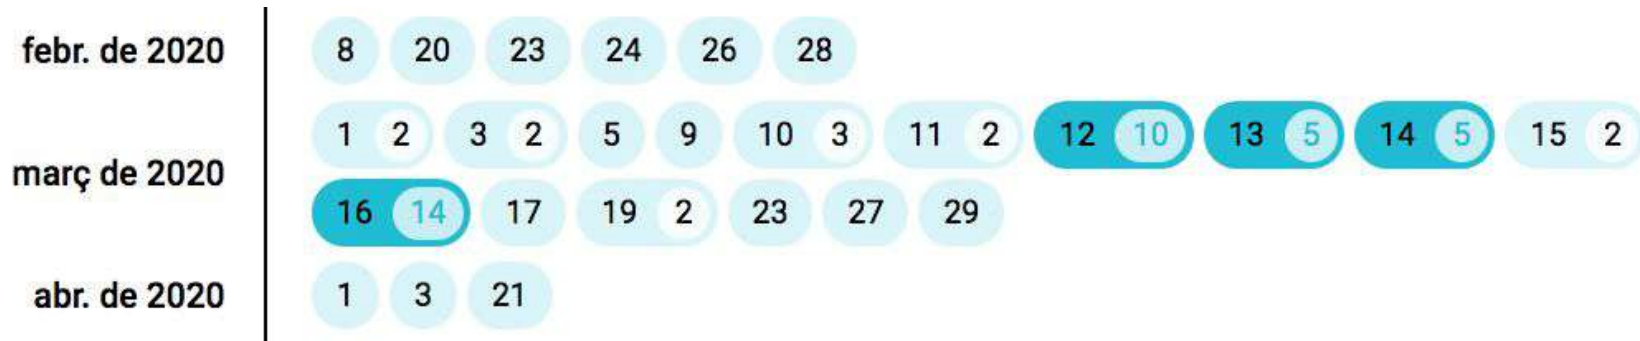 febr. de 2020 8 20 23 24 26 28
març de 2020 1 2 3 2 5 9 10 3 11 2 12 10 13 5 14 5 15 2
16 14 17 19 2 23 27 29
abr. de 2020 1 3 21